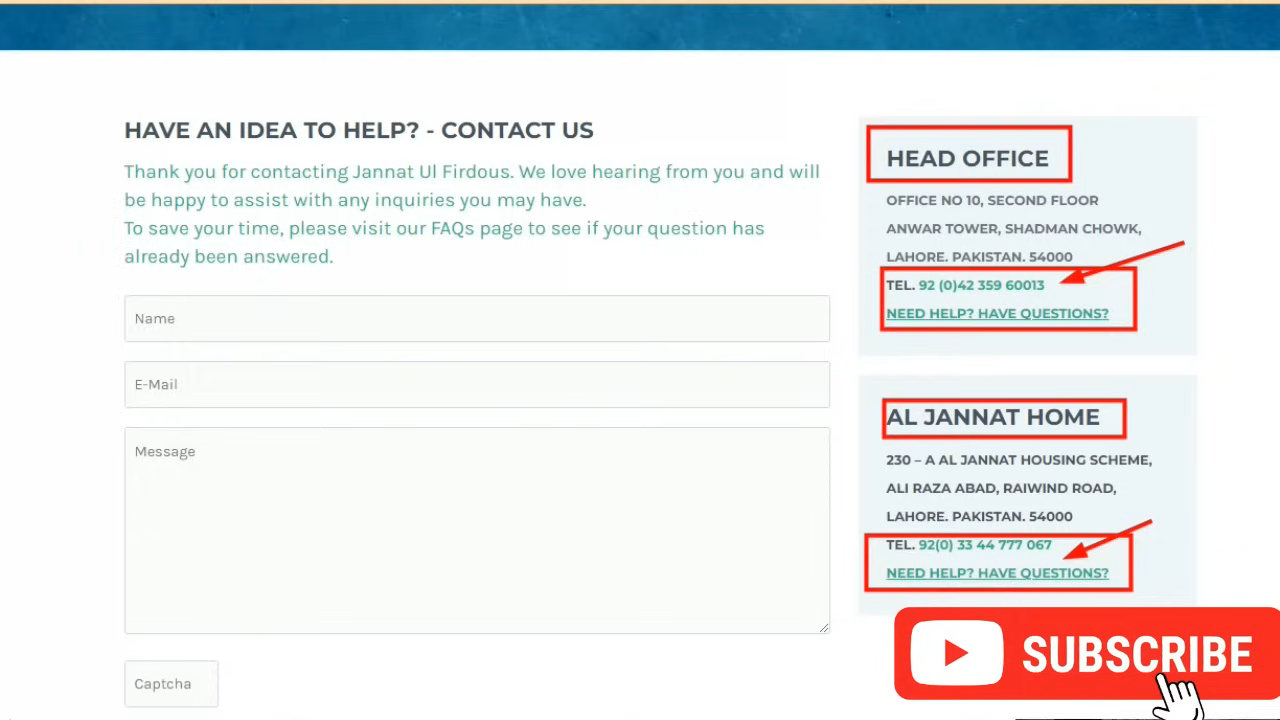 HAVE AN IDEA TO HELP? - CONTACT US
Thank you for contacting Jannat Ul Firdous. We love hearing from you and will
be happy to assist with any inquiries you may have.
To save your time, please visit our FAQs page to see if your question has
already been answered.
Name
E-Mail
Message
Captcha
HEAD OFFICE
OFFICE NO 10, SECOND FLOOR
ANWAR TOWER, SHADMAN CHOWK,
LAHORE. PAKISTAN. 54000
TEL. 92 (0)42 359 60013
NEED HELP? HAVE QUESTIONS?
AL JANNAT HOME
230 – A AL JANNAT HOUSING SCHEME,
ALI RAZA ABAD, RAIWIND ROAD,
LAHORE. PAKISTAN. 54000
TEL. 92(0) 33 44 777 067
NEED HELP? HAVE QUESTIONS?
SUBSCRIBE